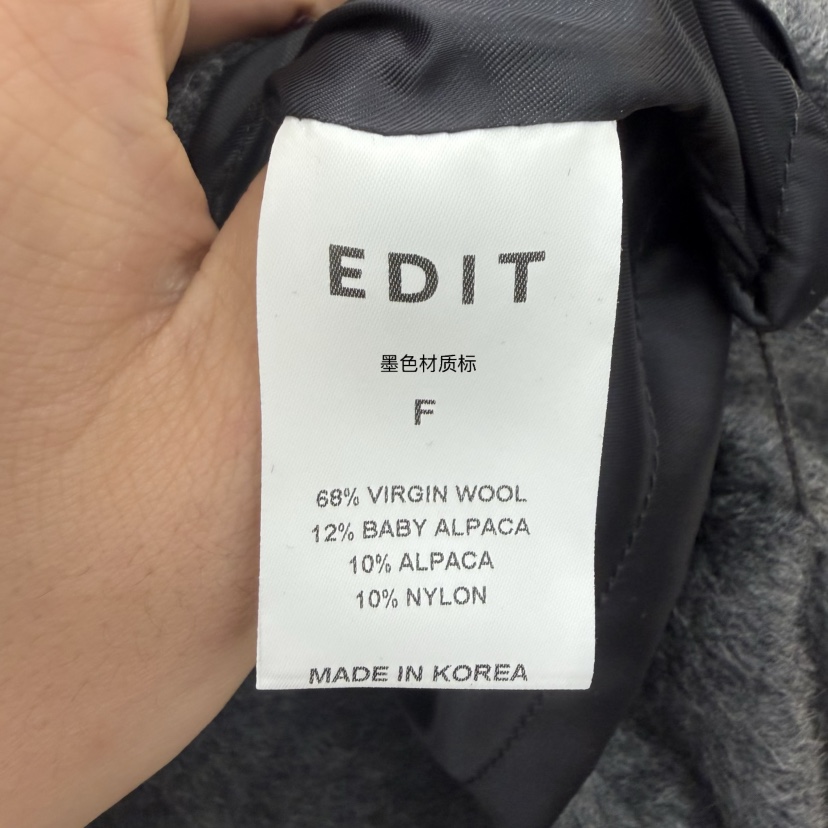 EDIT
墨色材质标
F
68% VIRGIN WOOL
12% BABY ALPACA
10% ALPACA
10% NYLON
MADE IN KOREA